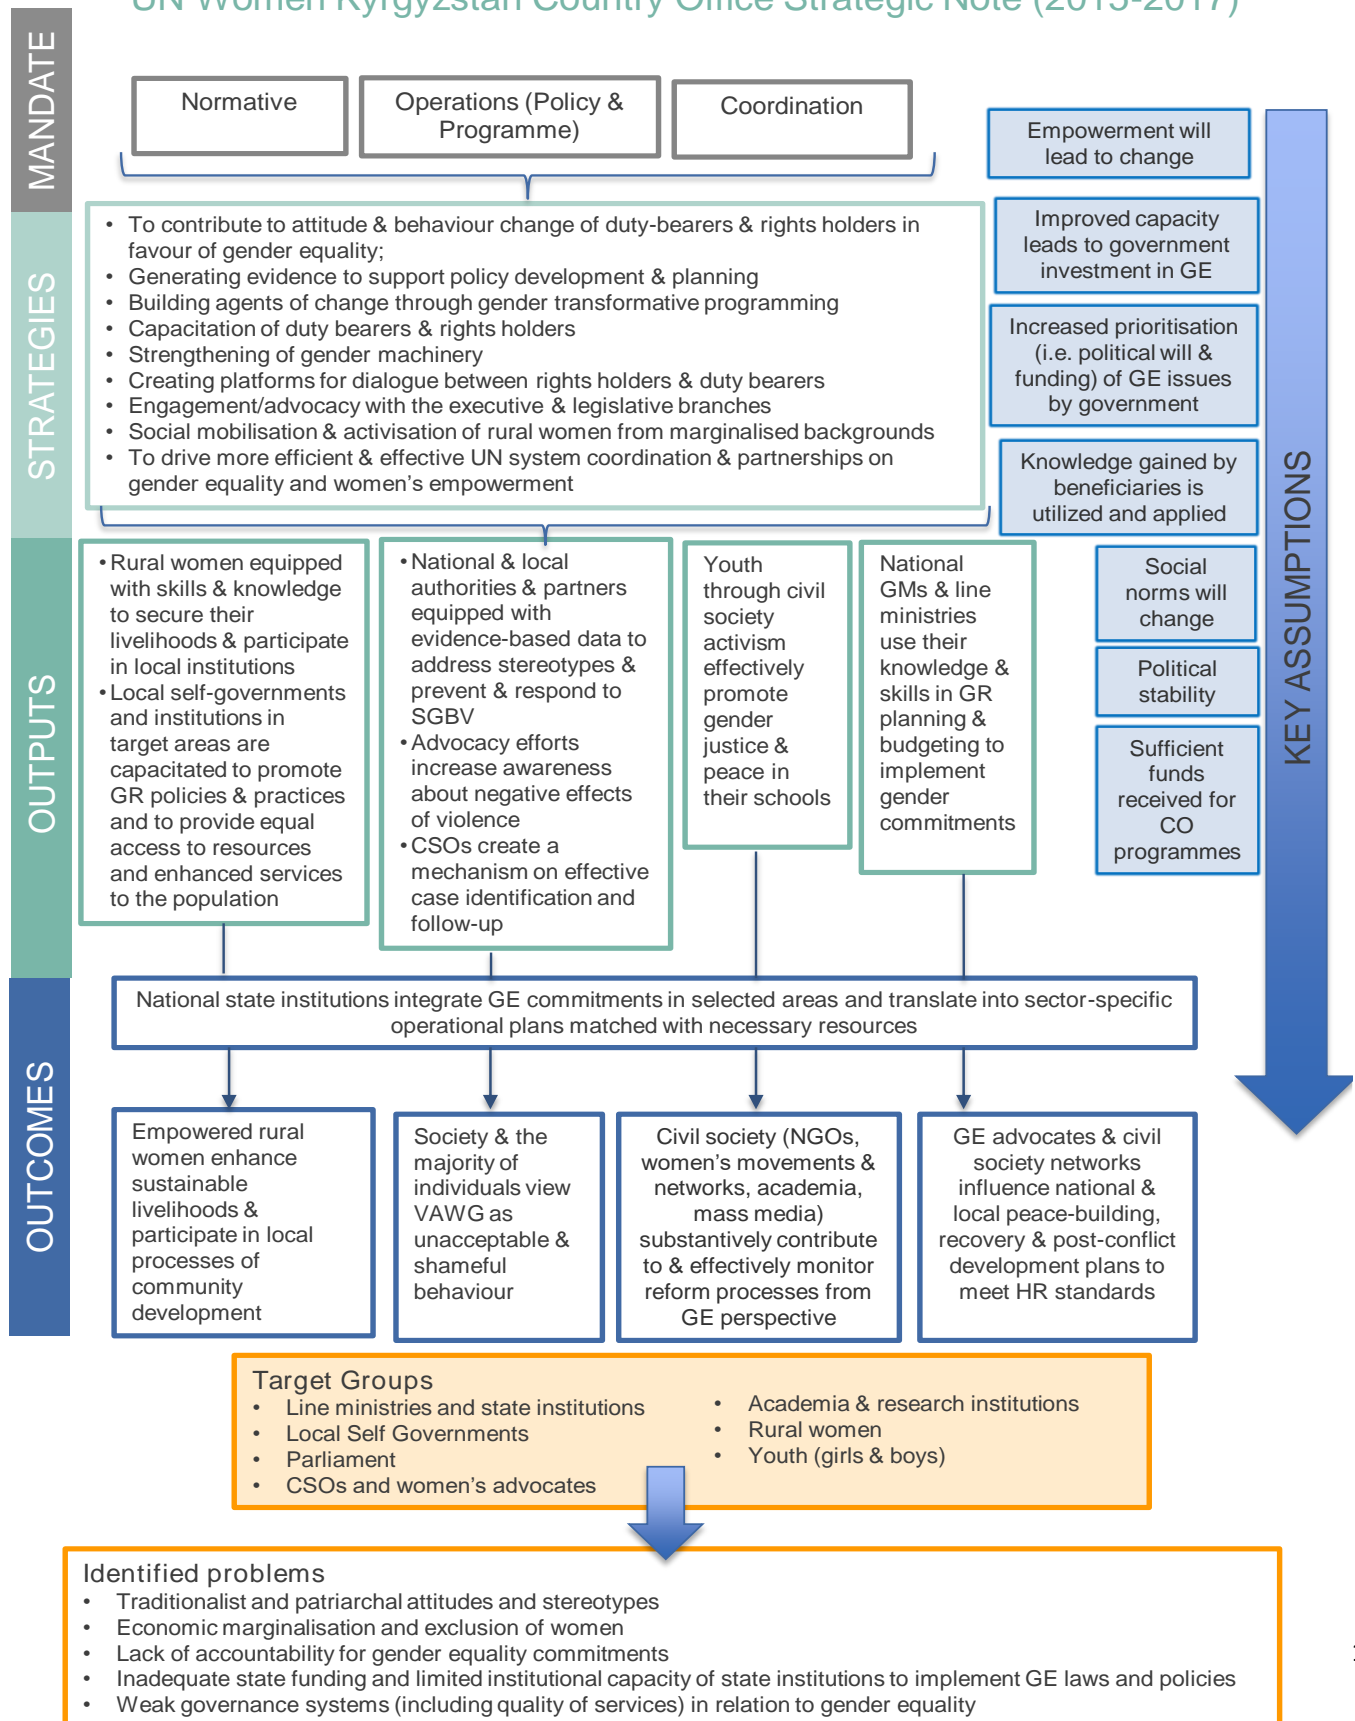 UN Women Kyrgyzstan Country Office Strategic Note (2015-2017)
MANDATE
Normative
Operations (Policy &
Programme)
Coordination
STRATEGIES
• To contribute to attitude & behaviour change of duty-bearers & rights holders in
favour of gender equality;
• Generating evidence to support policy development & planning
• Building agents of change through gender transformative programming
• Capacitation of duty bearers & rights holders
• Strengthening of gender machinery
• Creating platforms for dialogue between rights holders & duty bearers
• Engagement/advocacy with the executive & legislative branches
• Social mobilisation & activisation of rural women from marginalised backgrounds
• To drive more efficient & effective UN system coordination & partnerships on
gender equality and women's empowerment
OUTPUTS
• Rural women equipped
with skills & knowledge
to secure their
livelihoods & participate
in local institutions
• Local self-governments
and institutions in
target areas are
capacitated to promote
GR policies & practices
and to provide equal
access to resources
and enhanced services
to the population
• National & local
authorities & partners
equipped with
evidence-based data to
address stereotypes &
prevent & respond to
SGBV
• Advocacy efforts
increase awareness
about negative effects
of violence
• CSOs create a
mechanism on effective
case identification and
follow-up
Youth
through civil
society
activism
effectively
promote
gender
justice &
peace in
their schools
National
GMs & line
ministries
use their
knowledge &
skills in GR
planning &
budgeting to
implement
gender
commitments
OUTCOMES
National state institutions integrate GE commitments in selected areas and translate into sector-specific
operational plans matched with necessary resources
Empowered rural
women enhance
sustainable
livelihoods &
participate in local
processes of
community
development
Society & the
majority of
individuals view
VAWG as
unacceptable &
shameful
behaviour
Civil society (NGOs,
women's movements &
networks, academia,
mass media)
substantively contribute
to & effectively monitor
reform processes from
GE perspective
GE advocates & civil
society networks
influence national &
local peace-building,
recovery & post-conflict
development plans to
meet HR standards
KEY ASSUMPTIONS
Empowerment will
lead to change
Improved capacity
leads to government
investment in GE
Increased prioritisation
(i.e. political will &
funding) of GE issues
by government
Knowledge gained by
beneficiaries is
utilized and applied
Social
norms will
change
Political
stability
Sufficient
funds
received for
CO
programmes
Target Groups
• Line ministries and state institutions
• Local Self Governments
• Parliament
• CSOs and women's advocates
• Academia & research institutions
• Rural women
• Youth (girls & boys)
Identified problems
• Traditionalist and patriarchal attitudes and stereotypes
• Economic marginalisation and exclusion of women
• Lack of accountability for gender equality commitments
• Inadequate state funding and limited institutional capacity of state institutions to implement GE laws and policies
• Weak governance systems (including quality of services) in relation to gender equality